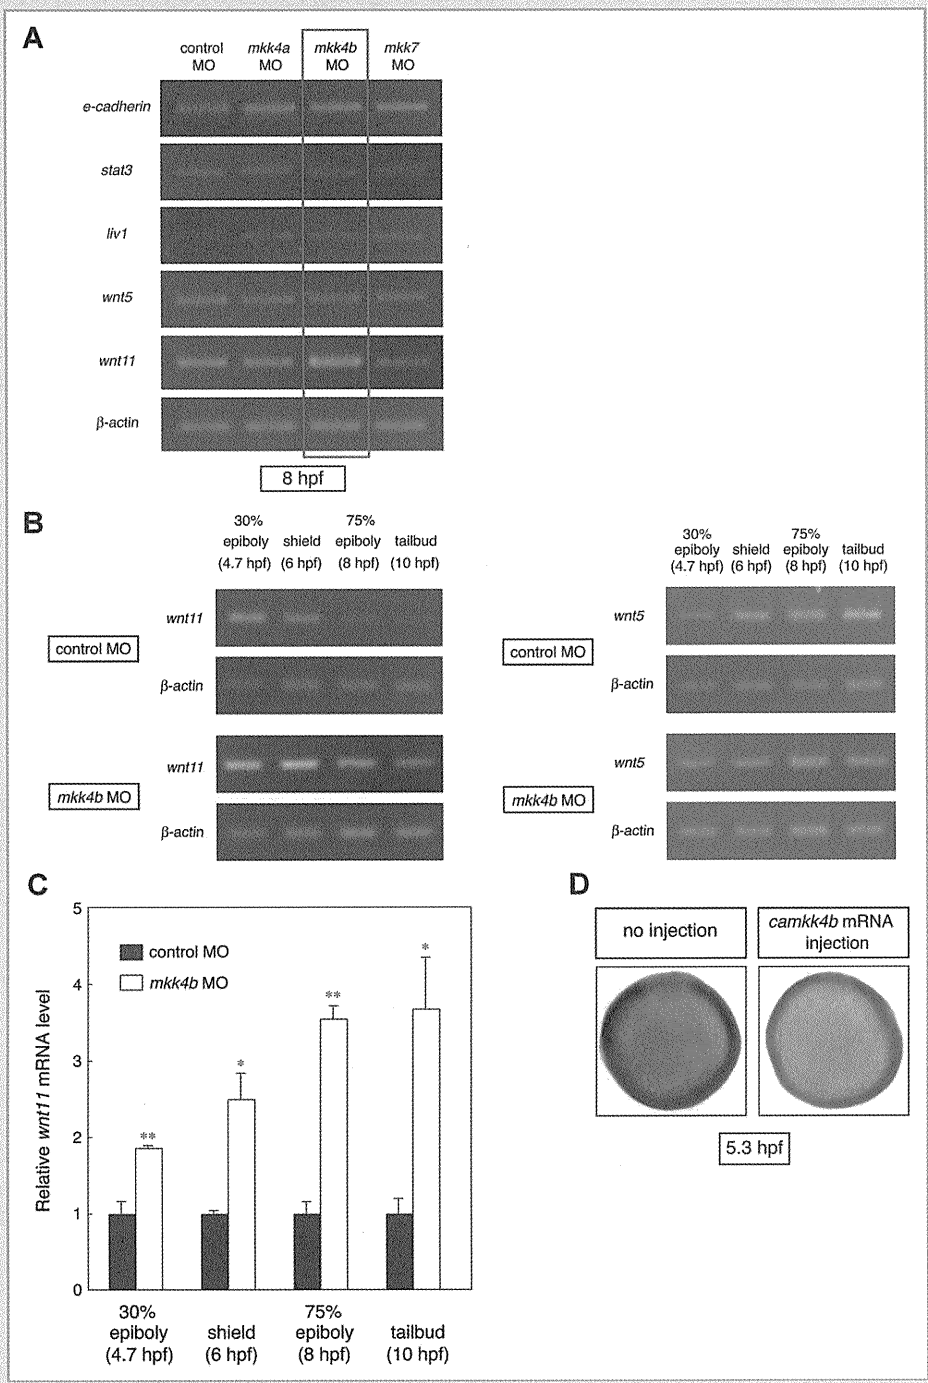 A
control mkk4a mkk4b mkk7
MO MO MO MO
e-cadherin
stat3
liv1
wnt5
wnt11
β-actin
8 hpf
B
30% 75%
epiboly shield epiboly tailbud
(4.7 hpf) (6 hpf) (8 hpf) (10 hpf)
wnt11
control MO
β-actin
wnt11
mkk4b MO
β-actin
30% 75%
epiboly shield epiboly tailbud
(4.7 hpf) (6 hpf) (8 hpf) (10 hpf)
wnt5
control MO
β-actin
wnt5
mkk4b MO
β-actin
C
Relative wnt11 mRNA level
5
4
3
2
1
0
control MO
mkk4b MO
** * ** *
30% 75%
epiboly shield epiboly tailbud
(4.7 hpf) (6 hpf) (8 hpf) (10 hpf)
D
no injection
camkk4b mRNA
injection
5.3 hpf